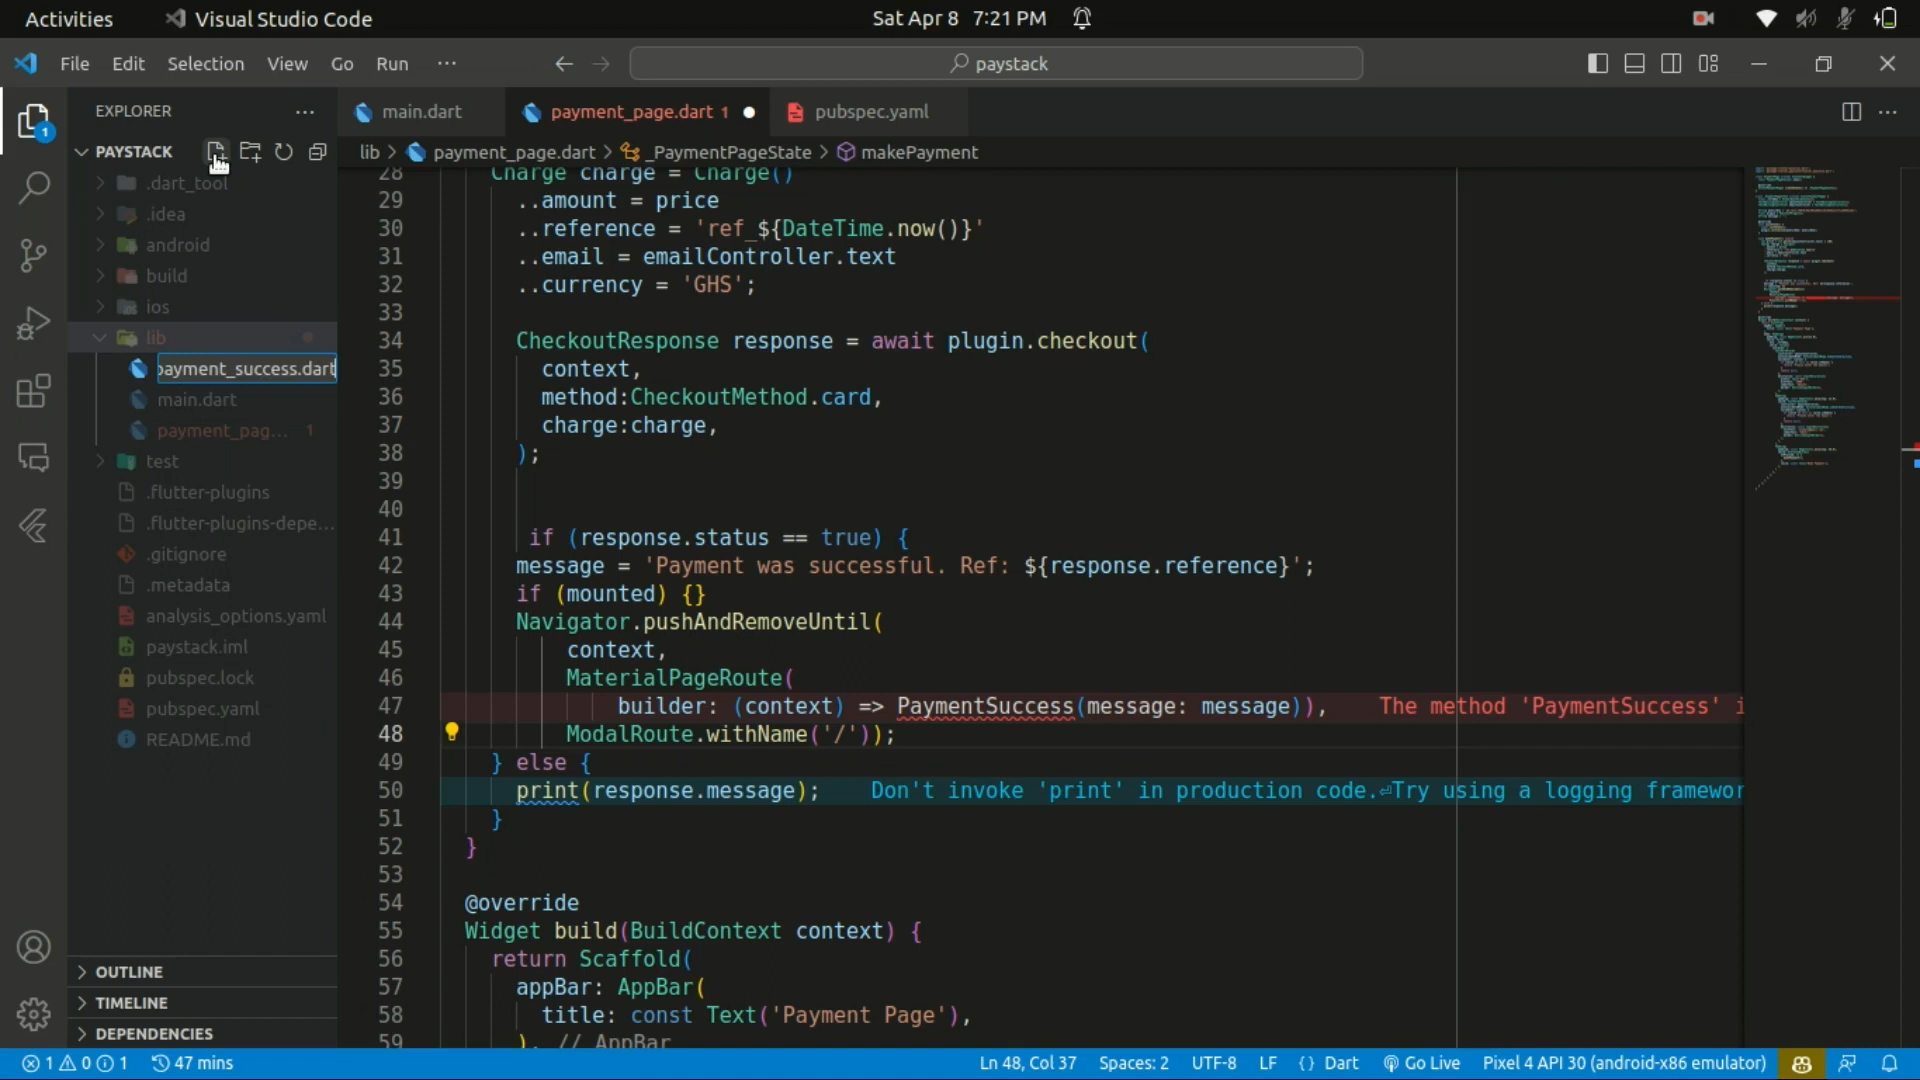 Activities Visual Studio Code Sat Apr 8 7:21 PM
File Edit Selection View Go Run ··· paystack
EXPLORER ··· main.dart payment_page.dart 1 pubspec.yaml
PAYSTACK lib > payment_page.dart > _PaymentPageState > makePayment
.dart_tool
.idea
android
build
ios
lib
payment_success.dart
main.dart
payment_pag... 1
test
.flutter-plugins
.flutter-plugins-depe...
.gitignore
.metadata
analysis_options.yaml
paystack.iml
pubspec.lock
pubspec.yaml
README.md
OUTLINE
TIMELINE
DEPENDENCIES
28 Charge charge = Charge()
29 ..amount = price
30 ..reference = 'ref_${DateTime.now()}'
31 ..email = emailController.text
32 ..currency = 'GHS';
33
34 CheckoutResponse response = await plugin.checkout(
35 context,
36 method:CheckoutMethod.card,
37 charge:charge,
38 );
39
40
41 if (response.status == true) {
42 message = 'Payment was successful. Ref: ${response.reference}';
43 if (mounted) {}
44 Navigator.pushAndRemoveUntil(
45 context,
46 MaterialPageRoute(
47 builder: (context) => PaymentSuccess(message: message)), The method 'PaymentSuccess' i
48 ModalRoute.withName('/'));
49 } else {
50 print(response.message); Don't invoke 'print' in production code.⏎Try using a logging framewor
51 }
52 }
53
54 @override
55 Widget build(BuildContext context) {
56 return Scaffold(
57 appBar: AppBar(
58 title: const Text('Payment Page'),
59 ), // AppBar
1 0 1 47 mins Ln 48, Col 37 Spaces: 2 UTF-8 LF {} Dart Go Live Pixel 4 API 30 (android-x86 emulator)